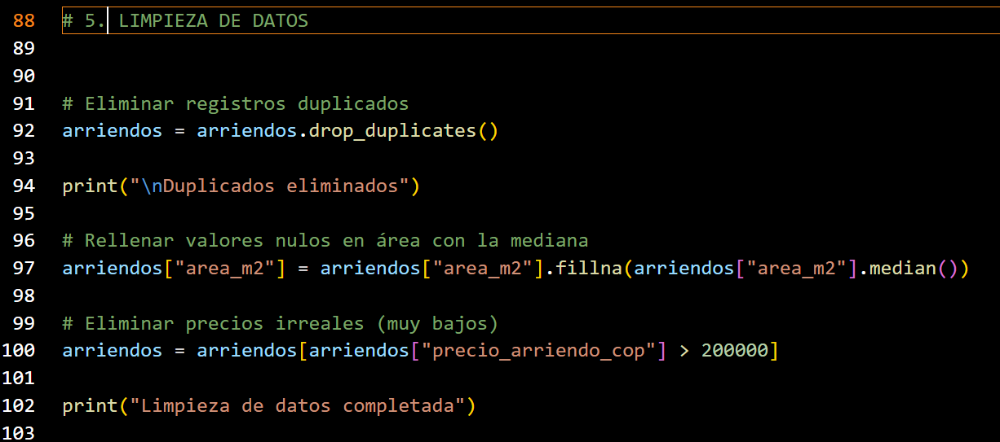 88 # 5. LIMPIEZA DE DATOS
89
90
91 # Eliminar registros duplicados
92 arriendos = arriendos.drop_duplicates()
93
94 print("\nDuplicados eliminados")
95
96 # Rellenar valores nulos en área con la mediana
97 arriendos["area_m2"] = arriendos["area_m2"].fillna(arriendos["area_m2"].median())
98
99 # Eliminar precios irreales (muy bajos)
100 arriendos = arriendos[arriendos["precio_arriendo_cop"] > 200000]
101
102 print("Limpieza de datos completada")
103